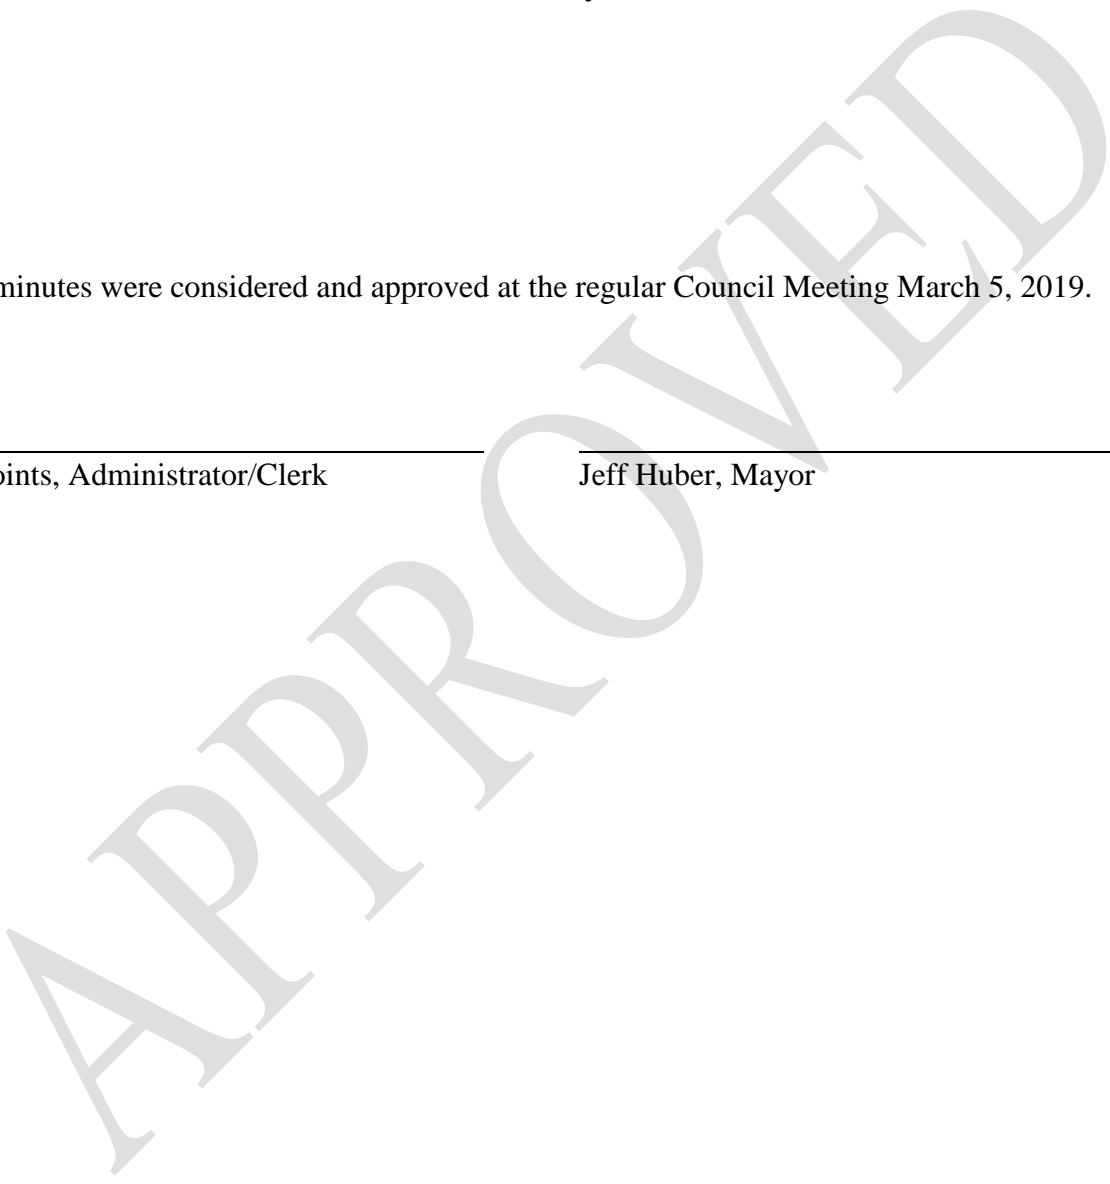 minutes were considered and approved at the regular Council Meeting March 5, 2019.
oints, Administrator/Clerk
Jeff Huber, Mayor
APPROVED